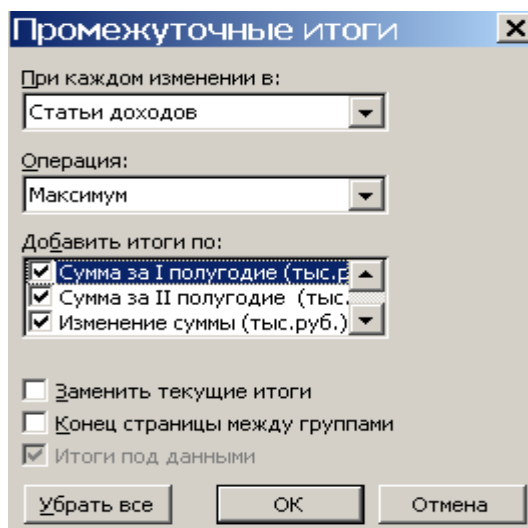 Промежуточные итоги
При каждом изменении в:
Статьи доходов
Операция:
Максимум
Добавить итоги по:
Сумма за I полугодие (тыс.р
Сумма за II полугодие (тыс.
Изменение суммы (тыс.руб.)
Заменить текущие итоги
Конец страницы между группами
Итоги под данными
Убрать все
ОК
Отмена